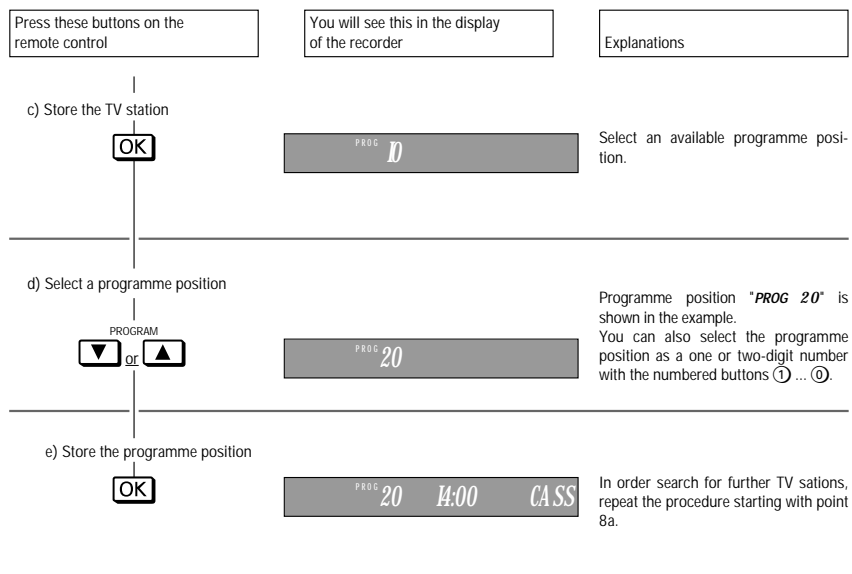 Press these buttons on the
remote control
You will see this in the display
of the recorder
Explanations
c) Store the TV station
OK
PROG 10
Select an available programme posi-
tion.
d) Select a programme position
PROGRAM
▼ or ▲
PROG 20
Programme position "PROG 20" is
shown in the example.
You can also select the programme
position as a one or two-digit number
with the numbered buttons ① ... ⓪.
e) Store the programme position
OK
PROG 20 14:00 CASS
In order search for further TV sations,
repeat the procedure starting with point
8a.